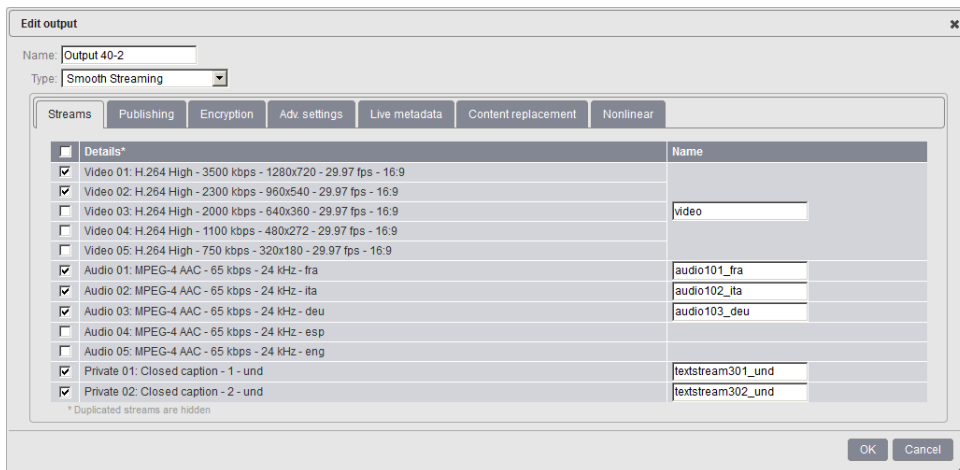 Edit output
Name: Output 40-2
Type: Smooth Streaming
Streams Publishing Encryption Adv. settings Live metadata Content replacement Nonlinear
Details* Name
Video 01: H.264 High - 3500 kbps - 1280x720 - 29.97 fps - 16:9
Video 02: H.264 High - 2300 kbps - 960x540 - 29.97 fps - 16:9
Video 03: H.264 High - 2000 kbps - 640x360 - 29.97 fps - 16:9 video
Video 04: H.264 High - 1100 kbps - 480x272 - 29.97 fps - 16:9
Video 05: H.264 High - 750 kbps - 320x180 - 29.97 fps - 16:9
Audio 01: MPEG-4 AAC - 65 kbps - 24 kHz - fra audio101_fra
Audio 02: MPEG-4 AAC - 65 kbps - 24 kHz - ita audio102_ita
Audio 03: MPEG-4 AAC - 65 kbps - 24 kHz - deu audio103_deu
Audio 04: MPEG-4 AAC - 65 kbps - 24 kHz - esp
Audio 05: MPEG-4 AAC - 65 kbps - 24 kHz - eng
Private 01: Closed caption - 1 - und textstream301_und
Private 02: Closed caption - 2 - und textstream302_und
* Duplicated streams are hidden
OK Cancel